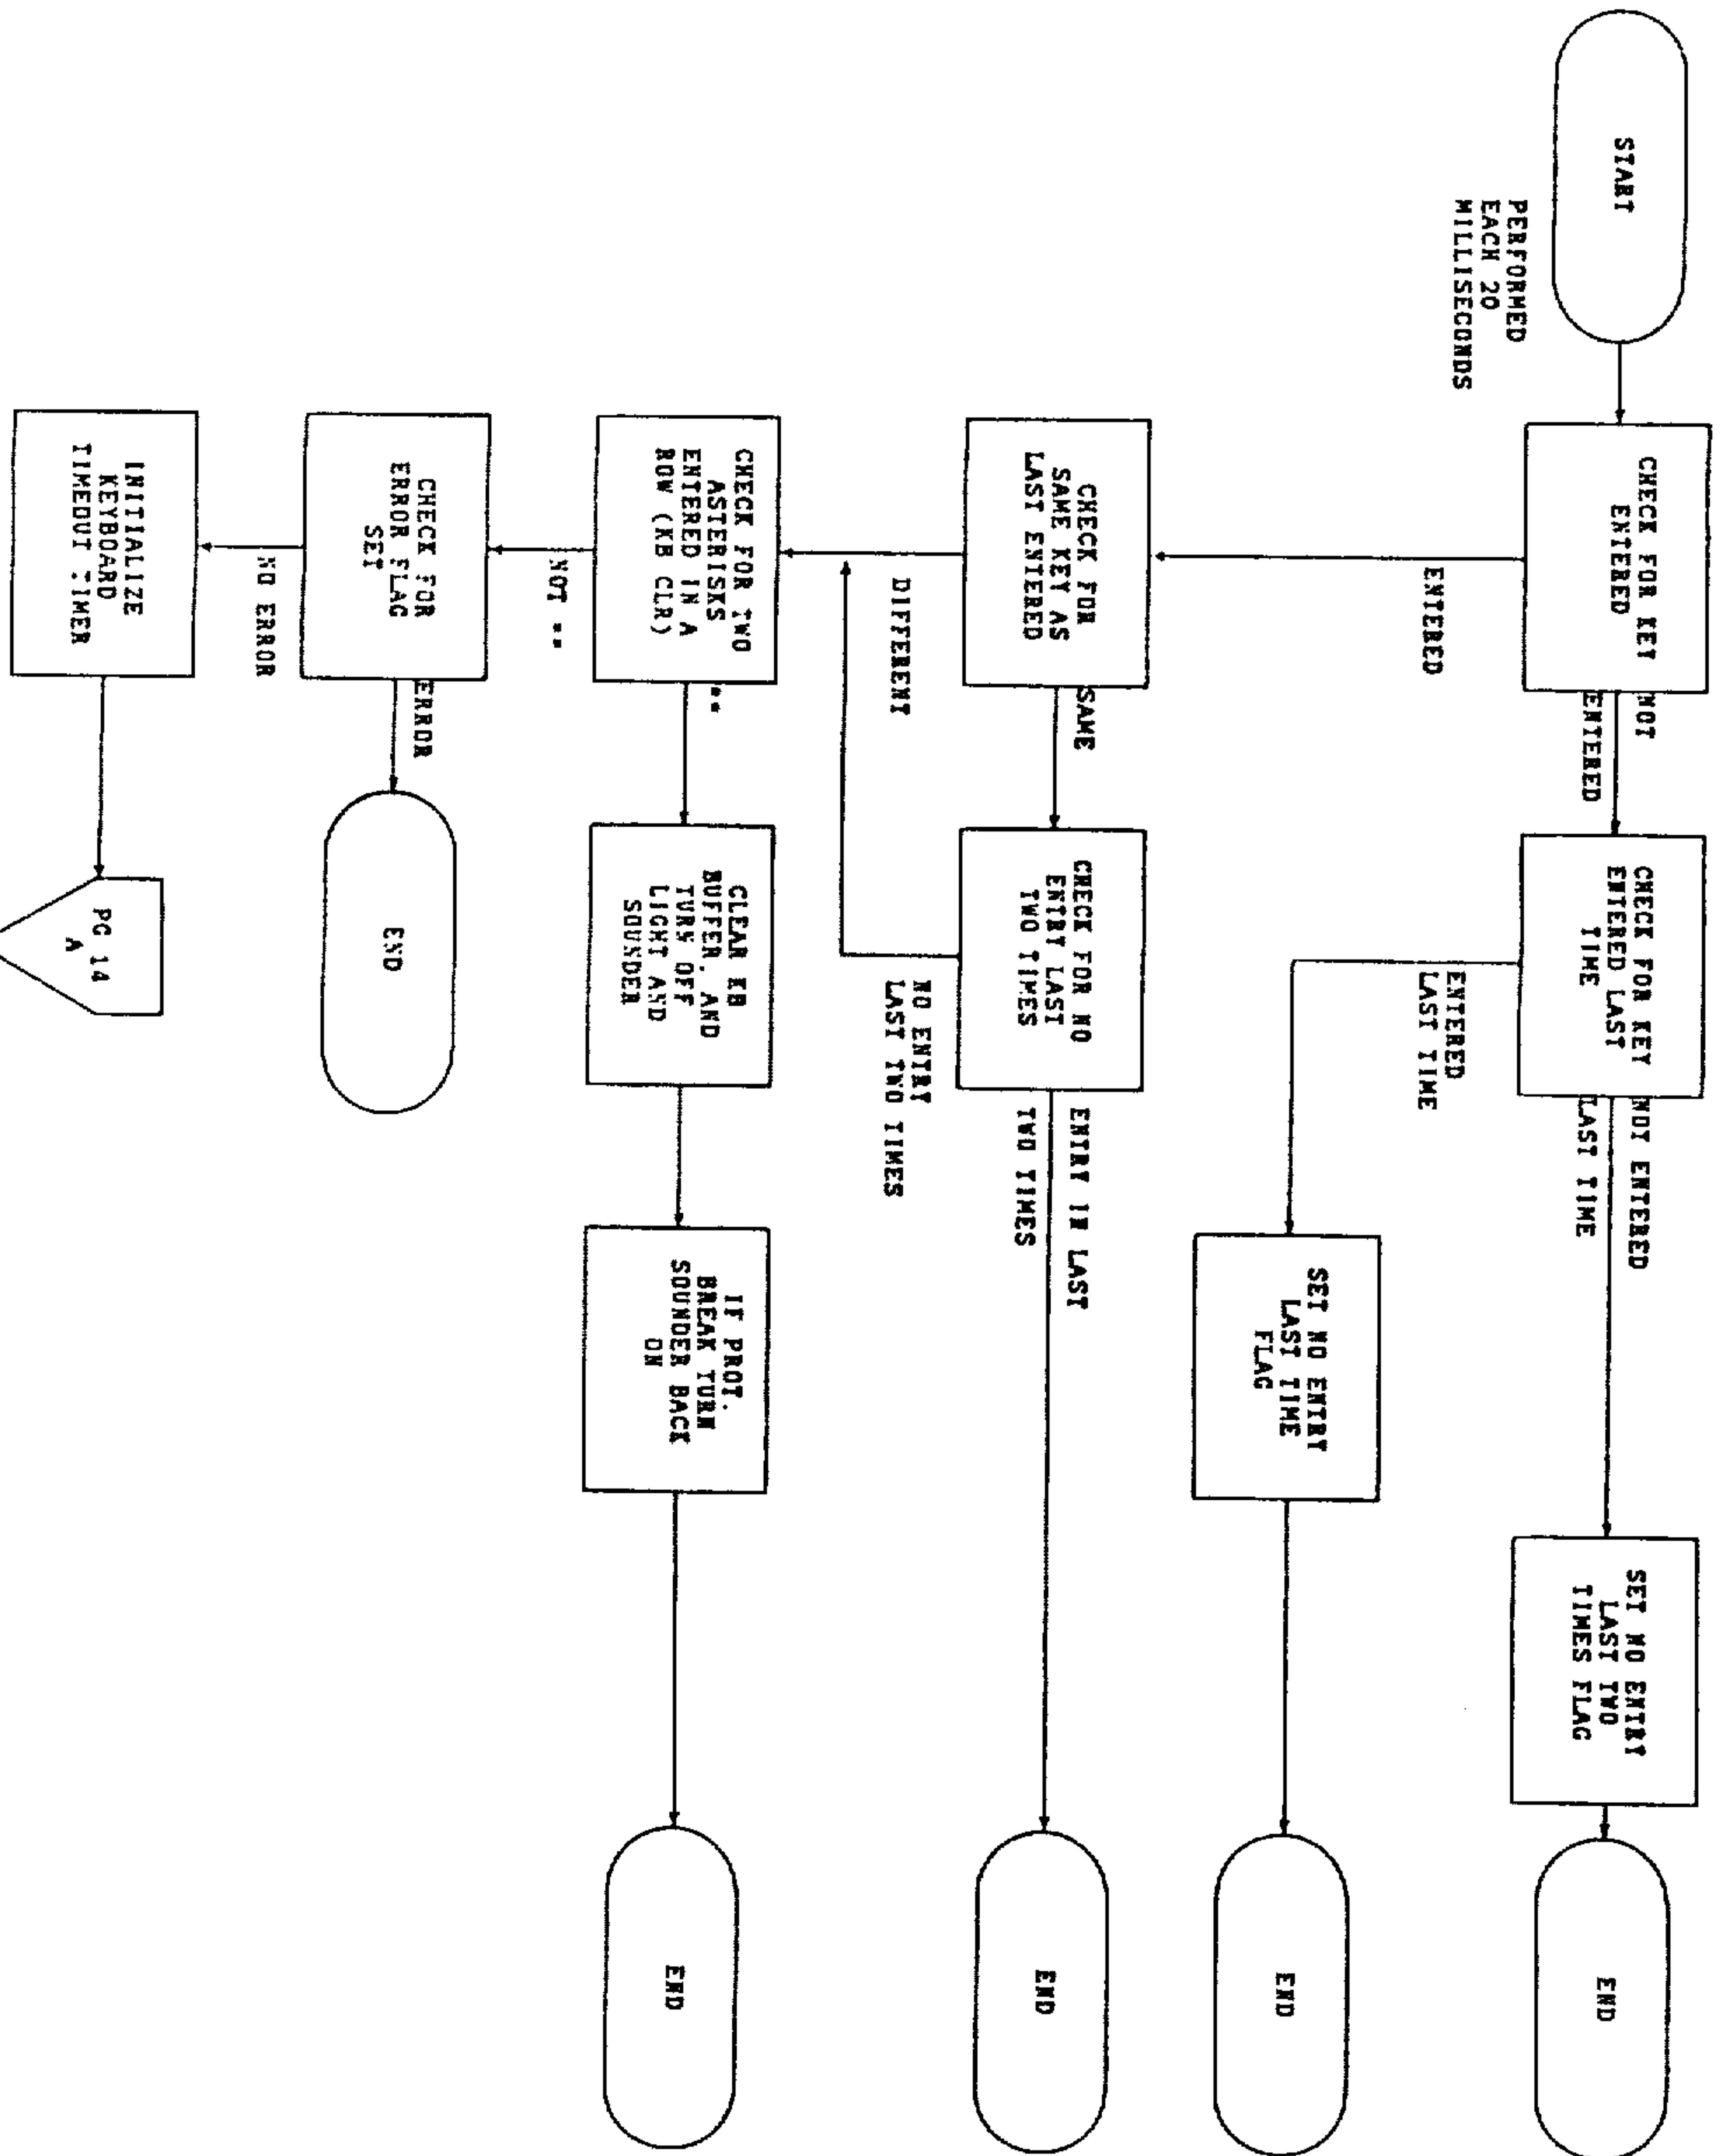 START
PERFORMED
EACH 20
MILLISECONDS
CHECK FOR KEY
ENTERED
NOT
ENTERED
CHECK FOR KEY
ENTERED LAST
TIME
NOT ENTERED
LAST TIME
SET NO ENTRY
LAST TWO
TIMES FLAG
END
ENTERED
LAST TIME
SET NO ENTRY
LAST TIME
FLAG
END
ENTERED
CHECK FOR
SAME KEY AS
LAST ENTERED
SAME
CHECK FOR NO
ENTRY LAST
TWO TIMES
ENTRY IN LAST
TWO TIMES
END
DIFFERENT
NO ENTRY
LAST TWO TIMES
CHECK FOR TWO
ASTERISKS
ENTERED IN A
ROW (KB CLR)
**
CLEAR KB
BUFFER, AND
TURN OFF
LIGHT AND
SOUNDER
IF PROT.
BREAK TURN
SOUNDER BACK
ON
END
NOT **
CHECK FOR
ERROR FLAG
SET
ERROR
END
NO ERROR
INITIALIZE
KEYBOARD
TIMEOUT TIMER
PG 14
A